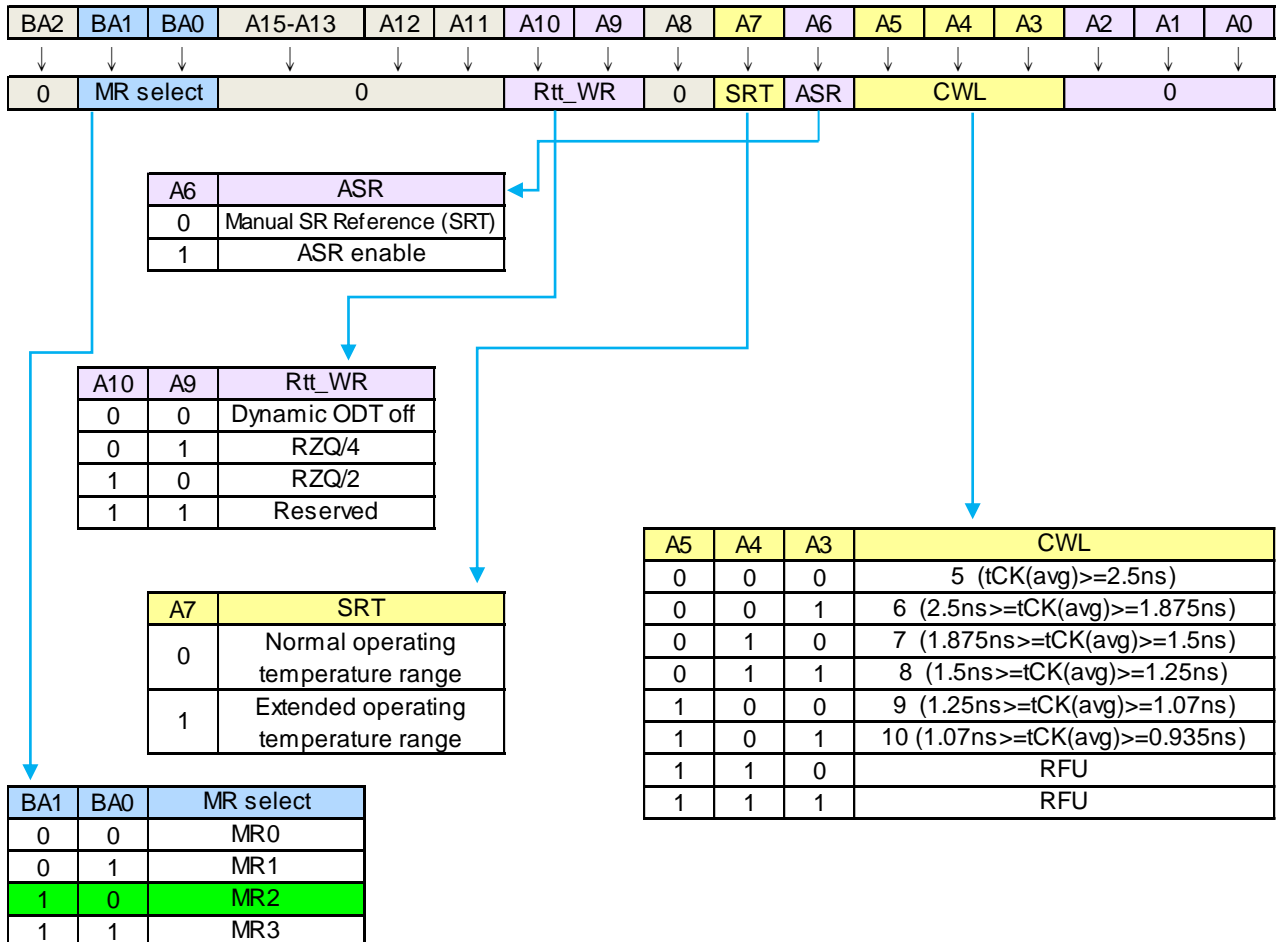 BA2 BA1 BA0 A15-A13 A12 A11 A10 A9 A8 A7 A6 A5 A4 A3 A2 A1 A0
0 MR select 0 Rtt_WR 0 SRT ASR CWL 0
A6 ASR
0 Manual SR Reference (SRT)
1 ASR enable
A10 A9 Rtt_WR
0 0 Dynamic ODT off
0 1 RZQ/4
1 0 RZQ/2
1 1 Reserved
A7 SRT
0 Normal operating
temperature range
1 Extended operating
temperature range
A5 A4 A3 CWL
0 0 0 5 (tCK(avg)>=2.5ns)
0 0 1 6 (2.5ns>=tCK(avg)>=1.875ns)
0 1 0 7 (1.875ns>=tCK(avg)>=1.5ns)
0 1 1 8 (1.5ns>=tCK(avg)>=1.25ns)
1 0 0 9 (1.25ns>=tCK(avg)>=1.07ns)
1 0 1 10 (1.07ns>=tCK(avg)>=0.935ns)
1 1 0 RFU
1 1 1 RFU
BA1 BA0 MR select
0 0 MR0
0 1 MR1
1 0 MR2
1 1 MR3